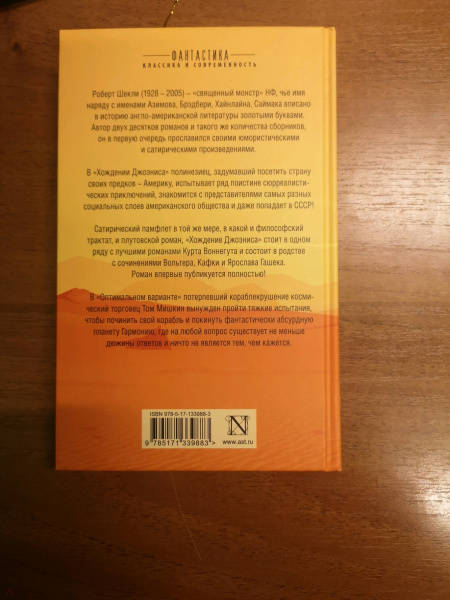 ФАНТАСТИКА
КЛАССИКА И СОВРЕМЕННОСТЬ
Роберт Шекли (1928 – 2005) – «священный монстр» НФ, чье имя
наряду с именами Азимова, Брэдбери, Хайнлайна, Саймака вписано
в историю англо-американской литературы золотыми буквами.
Автор двух десятков романов и такого же количества сборников,
он в первую очередь прославился своими юмористическими
и сатирическими произведениями.
В «Хождении Джоэниса» полинезиец, задумавший посетить страну
своих предков – Америку, испытывает ряд поистине сюрреалисти-
ческих приключений, знакомится с представителями самых разных
социальных слоев американского общества и даже попадает в СССР!
Сатирический памфлет в той же мере, в какой и философский
трактат, и плутовской роман, «Хождение Джоэниса» стоит в одном
ряду с лучшими романами Курта Воннегута и состоит в родстве
с сочинениями Вольтера, Кафки и Ярослава Гашека.
Роман впервые публикуется полностью!
В «Оптимальном варианте» потерпевший кораблекрушение косми-
ческий торговец Том Мишкин вынужден пройти тяжкие испытания,
чтобы починить свой корабль и покинуть фантастически абсурдную
планету Гармонию, где на любой вопрос существует не меньше
дюжины ответов и ничто не является тем, чем кажется.
ISBN 978-5-17-133988-3
9 785171 339883 >
N
www.ast.ru